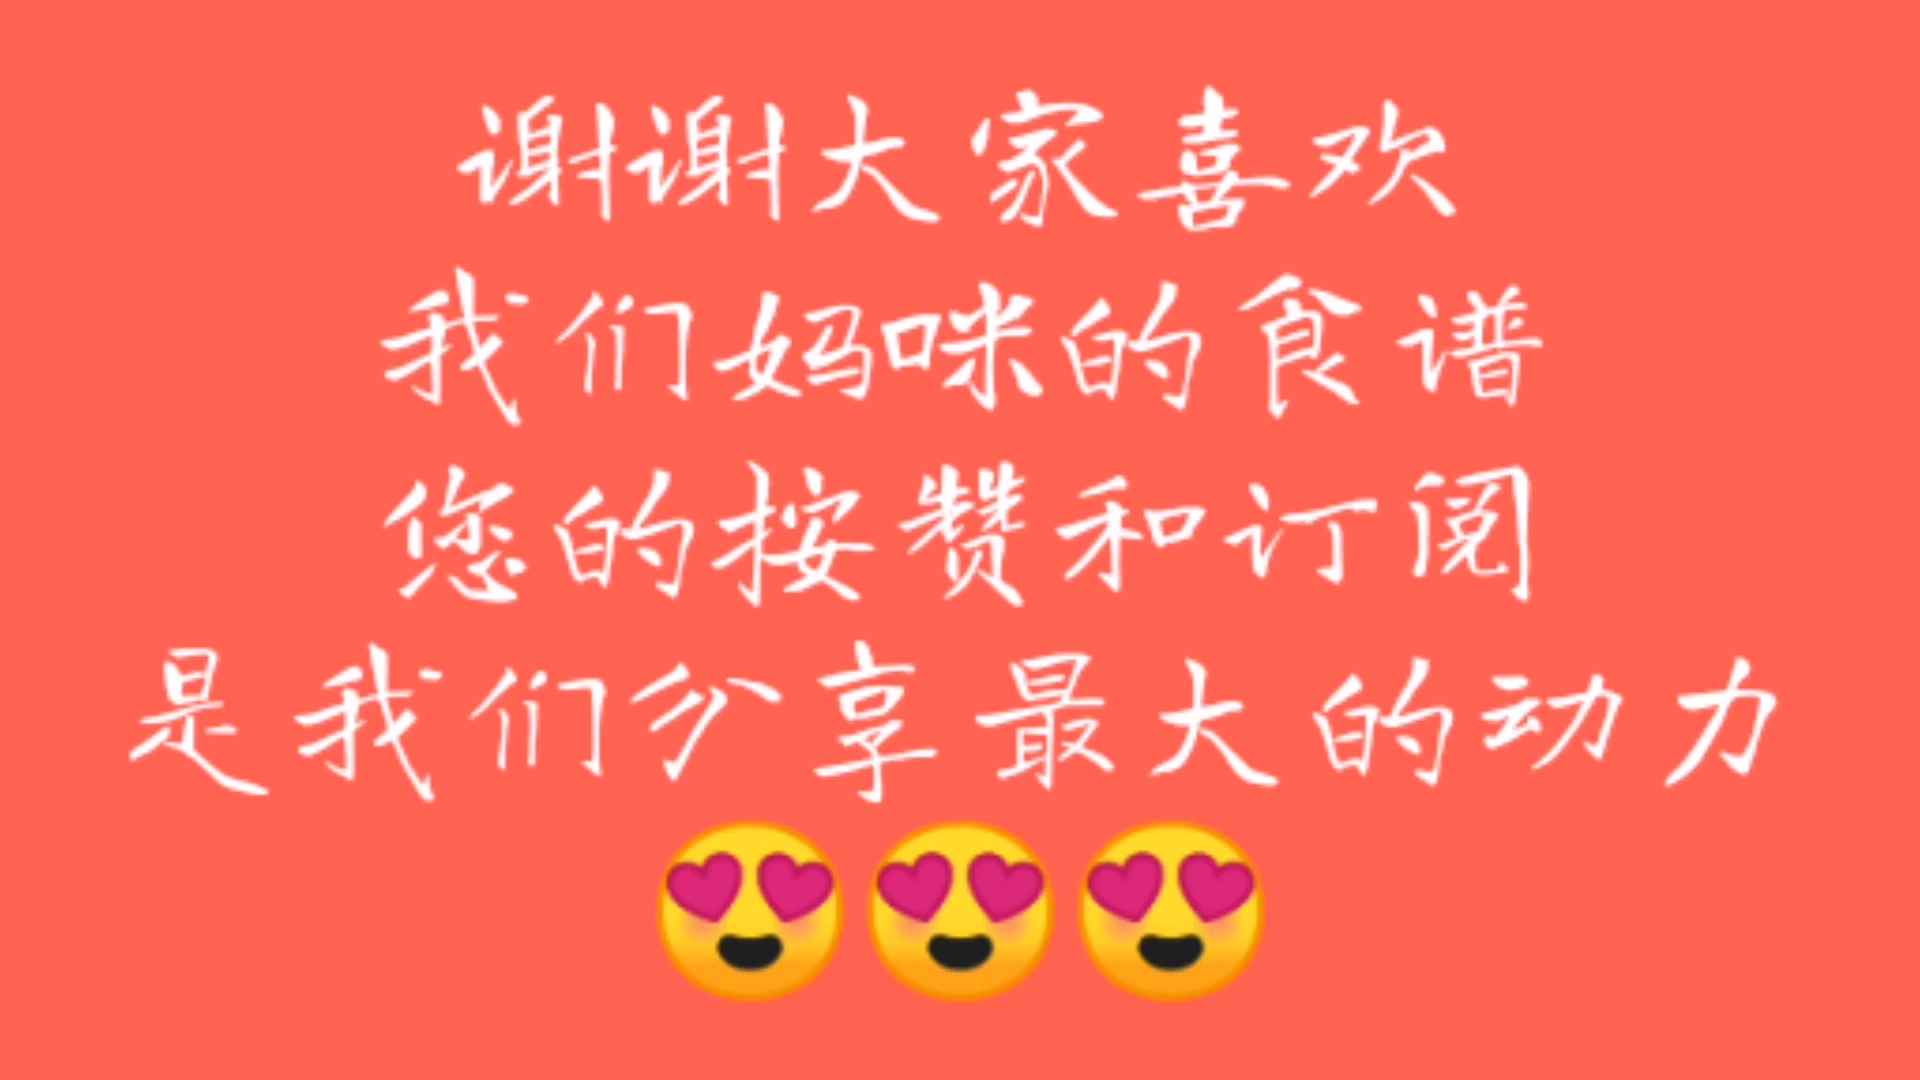 谢谢大家喜欢
我们妈咪的食谱
您的按赞和订阅
是我们分享最大的动力
😍😍😍